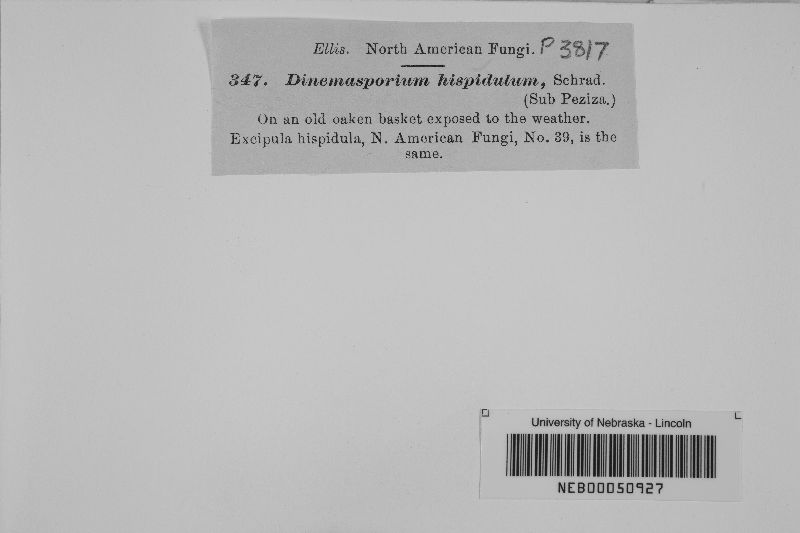 Ellis. North American Fungi. P 3817
347. Dinemasporium hispidulum, Schrad.
(Sub Peziza.)
On an old oaken basket exposed to the weather.
Excipula hispidula, N. American Fungi, No. 39, is the
same.
University of Nebraska - Lincoln
NEB00050927